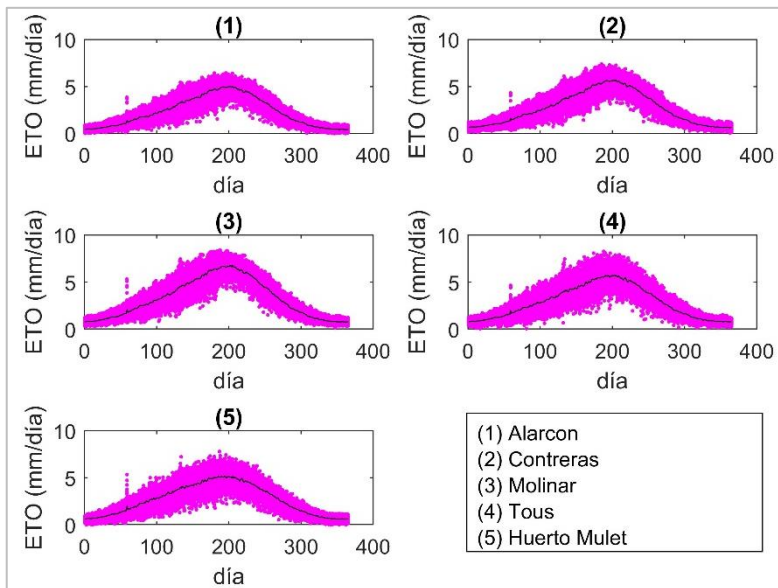 (1)
ETO (mm/día)
10
5
0
0 100 200 300 400
día
(2)
ETO (mm/día)
10
5
0
0 100 200 300 400
día
(3)
ETO (mm/día)
10
5
0
0 100 200 300 400
día
(4)
ETO (mm/día)
10
5
0
0 100 200 300 400
día
(5)
ETO (mm/día)
10
5
0
0 100 200 300 400
día
(1) Alarcon
(2) Contreras
(3) Molinar
(4) Tous
(5) Huerto Mulet